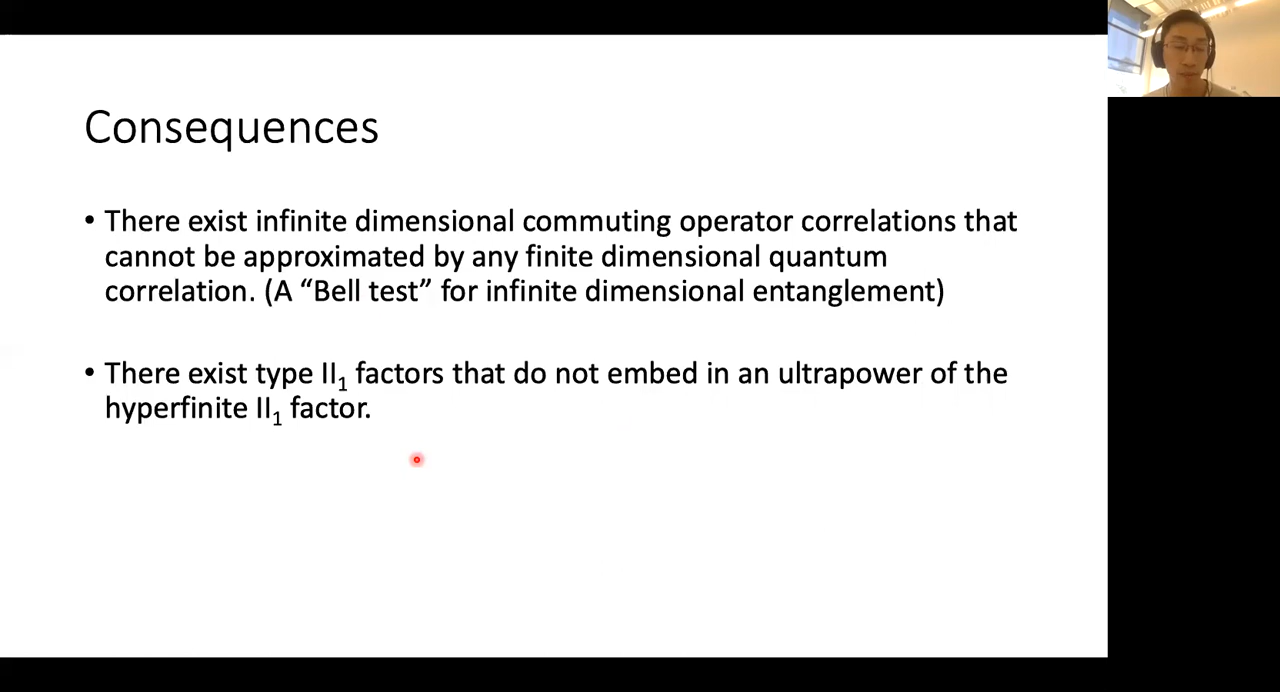 Consequences
• There exist infinite dimensional commuting operator correlations that
cannot be approximated by any finite dimensional quantum
correlation. (A “Bell test” for infinite dimensional entanglement)
• There exist type II₁ factors that do not embed in an ultrapower of the
hyperfinite II₁ factor.